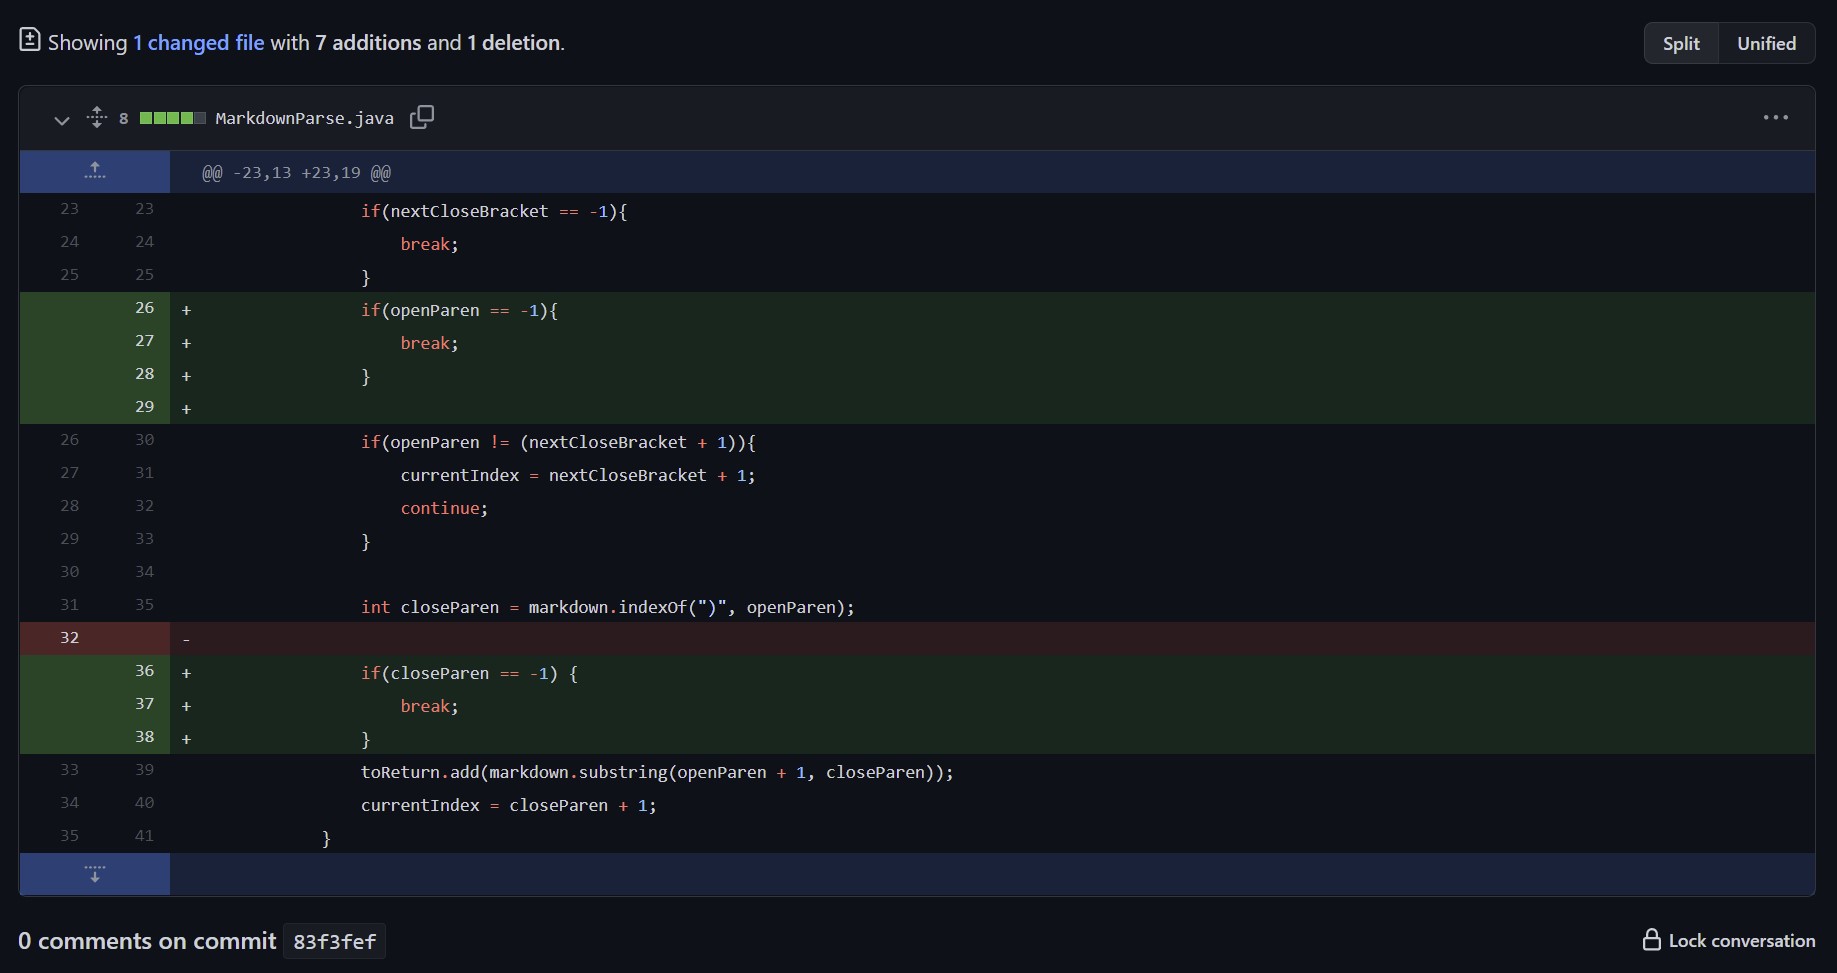 Showing 1 changed file with 7 additions and 1 deletion.
Split Unified
8 MarkdownParse.java
@@ -23,13 +23,19 @@
23 23 if(nextCloseBracket == -1){
24 24 break;
25 25 }
26 + if(openParen == -1){
27 + break;
28 + }
29 +
26 30 if(openParen != (nextCloseBracket + 1)){
27 31 currentIndex = nextCloseBracket + 1;
28 32 continue;
29 33 }
30 34
31 35 int closeParen = markdown.indexOf(")", openParen);
32 -
36 + if(closeParen == -1) {
37 + break;
38 + }
33 39 toReturn.add(markdown.substring(openParen + 1, closeParen));
34 40 currentIndex = closeParen + 1;
35 41 }
0 comments on commit 83f3fef
Lock conversation